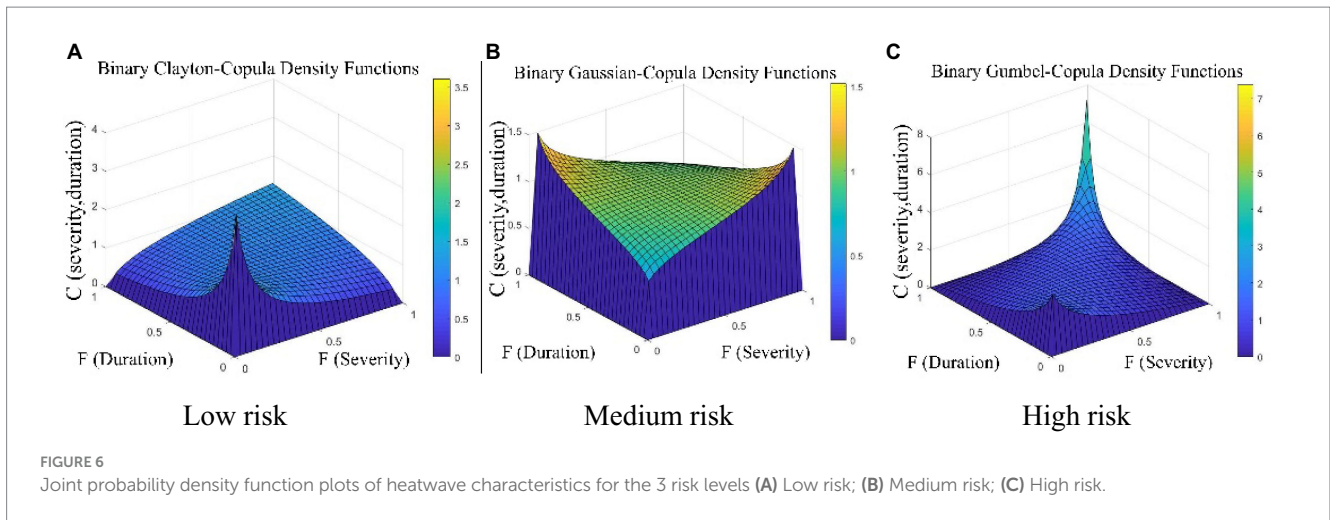 A
Binary Clayton-Copula Density Functions
C (severity,duration)
4
3
2
1
0
1
0.5
0
F (Duration)
0
0.5
1
F (Severity)
3.5
3
2.5
2
1.5
1
0.5
0
Low risk
B
Binary Gaussian-Copula Density Functions
C (severity,duration)
1.5
1
0.5
0
1
0.5
0
F (Duration)
0
0.5
1
F (Severity)
1.5
1
0.5
0
Medium risk
C
Binary Gumbel-Copula Density Functions
C (severity,duration)
8
6
4
2
0
1
0.5
0
F (Duration)
0
0.5
1
F (Severity)
7
6
5
4
3
2
1
0
High risk
FIGURE 6
Joint probability density function plots of heatwave characteristics for the 3 risk levels (A) Low risk; (B) Medium risk; (C) High risk.